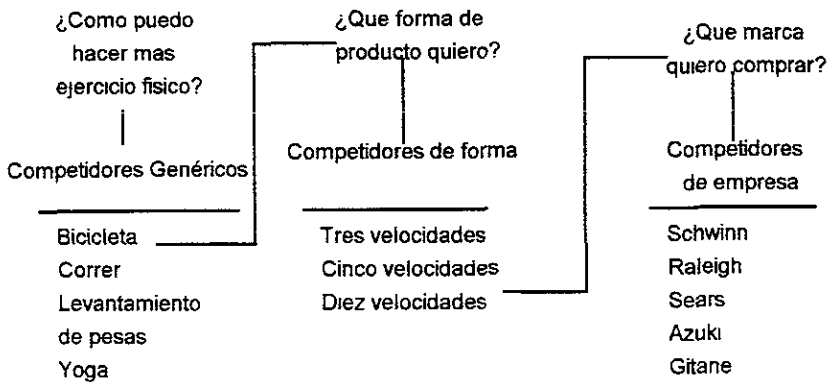 ¿Como puedo
hacer mas
ejercicio fisico?
Competidores Genéricos
Bicicleta
Correr
Levantamiento
de pesas
Yoga
¿Que forma de
producto quiero?
Competidores de forma
Tres velocidades
Cinco velocidades
Diez velocidades
¿Que marca
quiero comprar?
Competidores
de empresa
Schwinn
Raleigh
Sears
Azuki
Gitane